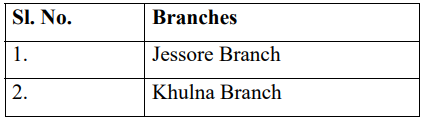 Sl. No. Branches
1. Jessore Branch
2. Khulna Branch